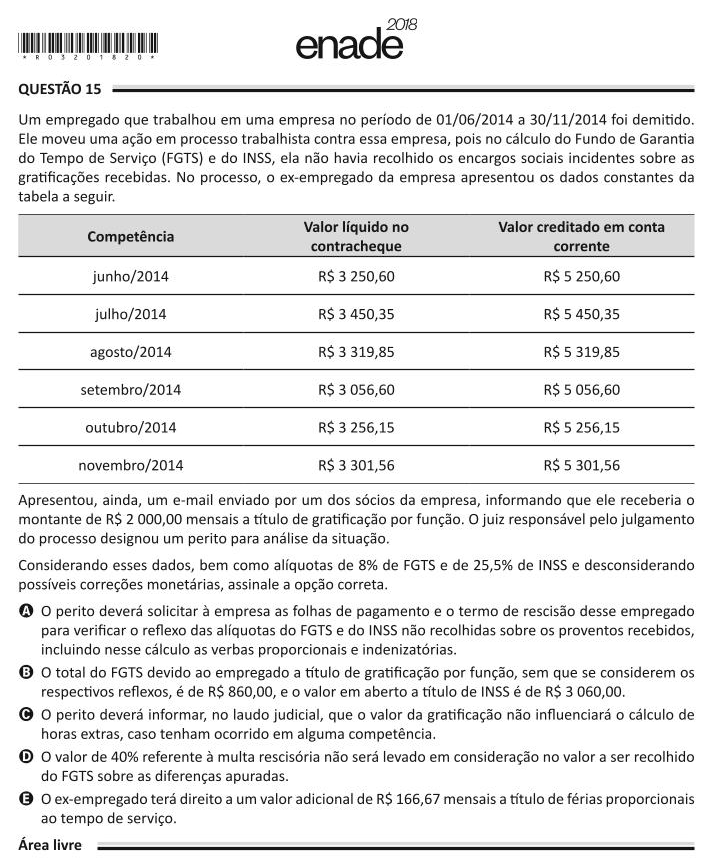 enade 2018
*R0320182 0*
QUESTÃO 15
Um empregado que trabalhou em uma empresa no período de 01/06/2014 a 30/11/2014 foi demitido.
Ele moveu uma ação em processo trabalhista contra essa empresa, pois no cálculo do Fundo de Garantia
do Tempo de Serviço (FGTS) e do INSS, ela não havia recolhido os encargos sociais incidentes sobre as
gratificações recebidas. No processo, o ex-empregado da empresa apresentou os dados constantes da
tabela a seguir.
Competência
Valor líquido no
contracheque
Valor creditado em conta
corrente
junho/2014 R$ 3 250,60 R$ 5 250,60
julho/2014 R$ 3 450,35 R$ 5 450,35
agosto/2014 R$ 3 319,85 R$ 5 319,85
setembro/2014 R$ 3 056,60 R$ 5 056,60
outubro/2014 R$ 3 256,15 R$ 5 256,15
novembro/2014 R$ 3 301,56 R$ 5 301,56
Apresentou, ainda, um e-mail enviado por um dos sócios da empresa, informando que ele receberia o
montante de R$ 2 000,00 mensais a título de gratificação por função. O juiz responsável pelo julgamento
do processo designou um perito para análise da situação.
Considerando esses dados, bem como alíquotas de 8% de FGTS e de 25,5% de INSS e desconsiderando
possíveis correções monetárias, assinale a opção correta.
A O perito deverá solicitar à empresa as folhas de pagamento e o termo de rescisão desse empregado
para verificar o reflexo das alíquotas do FGTS e do INSS não recolhidas sobre os proventos recebidos,
incluindo nesse cálculo as verbas proporcionais e indenizatórias.
B O total do FGTS devido ao empregado a título de gratificação por função, sem que se considerem os
respectivos reflexos, é de R$ 860,00, e o valor em aberto a título de INSS é de R$ 3 060,00.
C O perito deverá informar, no laudo judicial, que o valor da gratificação não influenciará o cálculo de
horas extras, caso tenham ocorrido em alguma competência.
D O valor de 40% referente à multa rescisória não será levado em consideração no valor a ser recolhido
do FGTS sobre as diferenças apuradas.
E O ex-empregado terá direito a um valor adicional de R$ 166,67 mensais a título de férias proporcionais
ao tempo de serviço.
Área livre